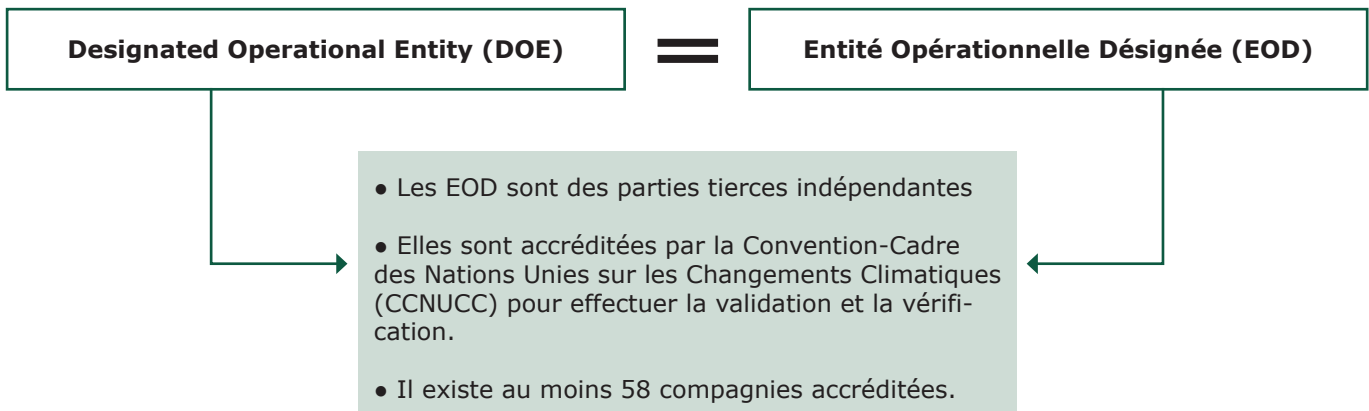 Designated Operational Entity (DOE)
=
Entité Opérationnelle Désignée (EOD)
● Les EOD sont des parties tierces indépendantes
● Elles sont accréditées par la Convention-Cadre
des Nations Unies sur les Changements Climatiques
(CCNUCC) pour effectuer la validation et la vérifi-
cation.
● Il existe au moins 58 compagnies accréditées.